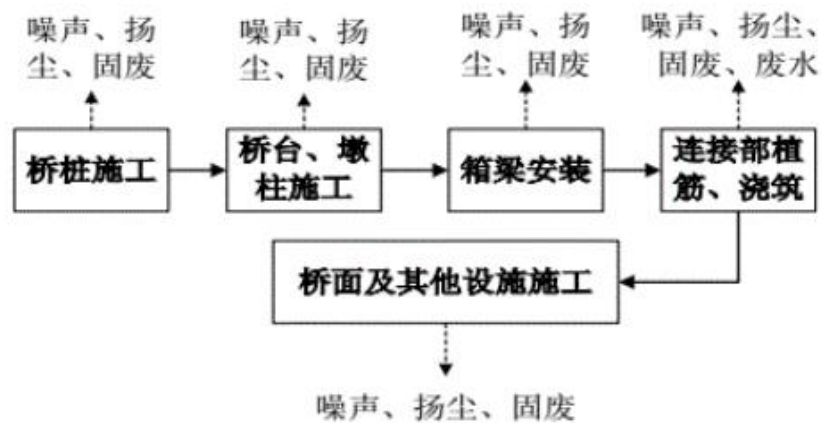 噪声、扬
尘、固废
噪声、扬
尘、固废
噪声、扬
尘、固废
噪声、扬尘、
固废、废水
桥桩施工
桥台、墩
柱施工
箱梁安装
连接部植
筋、浇筑
桥面及其他设施施工
噪声、扬尘、固废